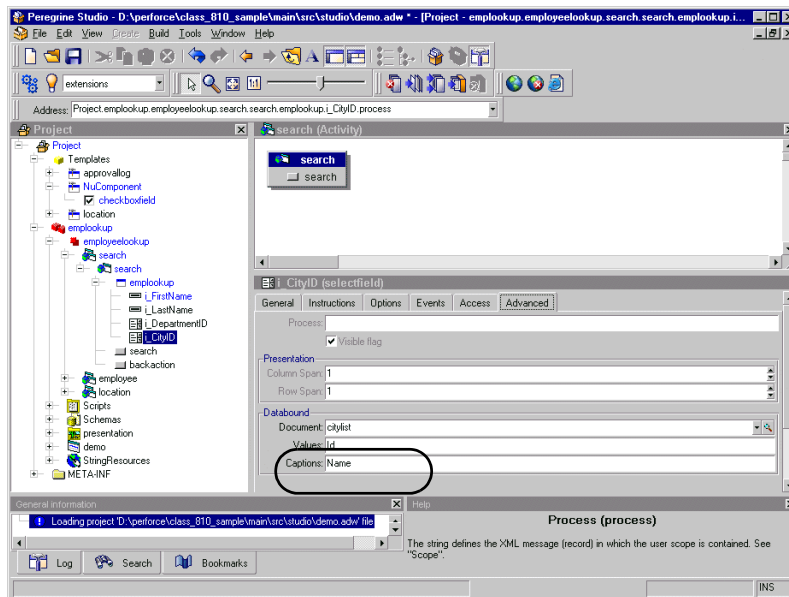 Peregrine Studio - D:\perforce\class_810_sample\main\src\studio\demo.adw * - [Project - emplookup.employeelookup.search.search.emplookup.i...
File Edit View Create Build Tools Window Help
extensions
Address: Project.emplookup.employeelookup.search.search.emplookup.i_CityID.process
Project
Project
Templates
approvallog
NuComponent
checkboxfield
location
emplookup
employeelookup
search
search
emplookup
i_FirstName
i_LastName
i_DepartmentID
i_CityID
search
backaction
employee
location
Scripts
Schemas
presentation
demo
StringResources
META-INF
search (Activity)
search
search
i_CityID (selectfield)
General Instructions Options Events Access Advanced
Process:
Visible flag
Presentation
Column Span: 1
Row Span: 1
Databound
Document: citylist
Values: Id
Captions: Name
General information
Loading project 'D:\perforce\class_810_sample\main\src\studio\demo.adw' file
Log Search Bookmarks
Help
Process (process)
The string defines the XML message (record) in which the user scope is contained. See
"Scope".
INS